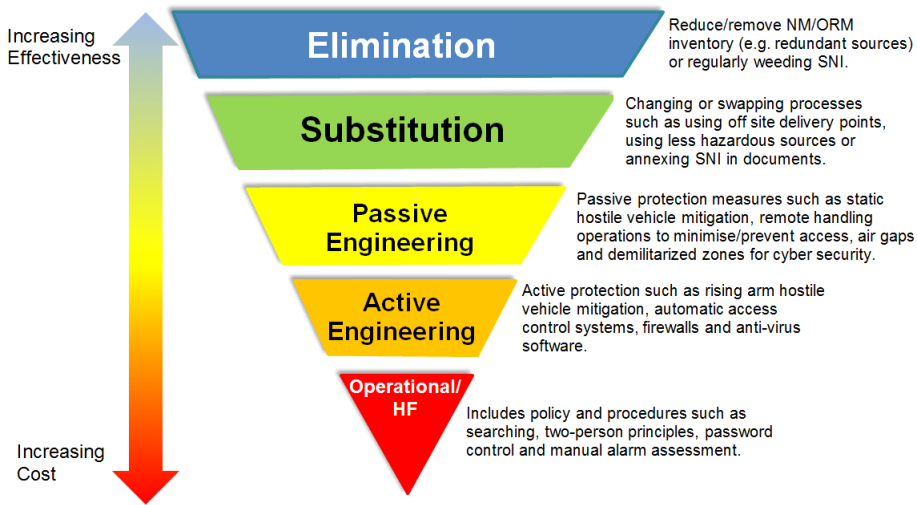 Increasing
Effectiveness
Elimination
Reduce/remove NM/ORM
inventory (e.g. redundant sources)
or regularly weeding SNI.
Substitution
Changing or swapping processes
such as using off site delivery points,
using less hazardous sources or
annexing SNI in documents.
Passive
Engineering
Passive protection measures such as static
hostile vehicle mitigation, remote handling
operations to minimise/prevent access, air gaps
and demilitarized zones for cyber security.
Active
Engineering
Active protection such as rising arm hostile
vehicle mitigation, automatic access
control systems, firewalls and anti-virus
software.
Operational/
HF
Includes policy and procedures such as
searching, two-person principles, password
control and manual alarm assessment.
Increasing
Cost